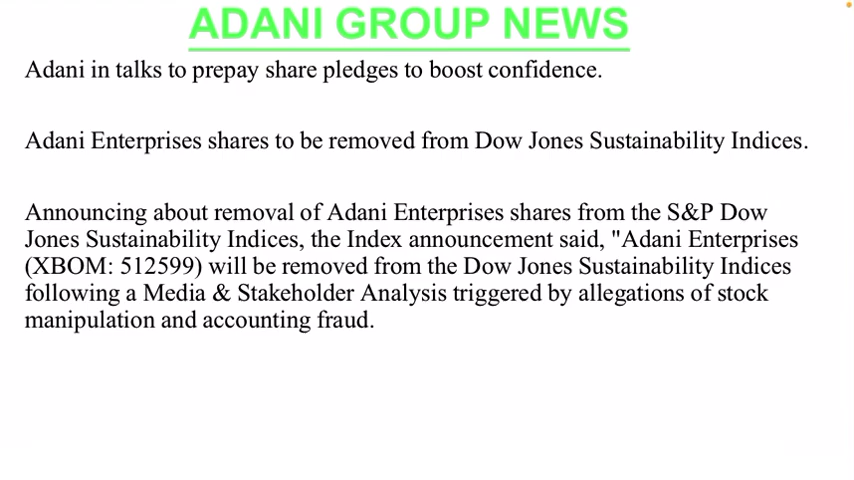 ADANI GROUP NEWS
Adani in talks to prepay share pledges to boost confidence.
Adani Enterprises shares to be removed from Dow Jones Sustainability Indices.
Announcing about removal of Adani Enterprises shares from the S&P Dow
Jones Sustainability Indices, the Index announcement said, "Adani Enterprises
(XBOM: 512599) will be removed from the Dow Jones Sustainability Indices
following a Media & Stakeholder Analysis triggered by allegations of stock
manipulation and accounting fraud.